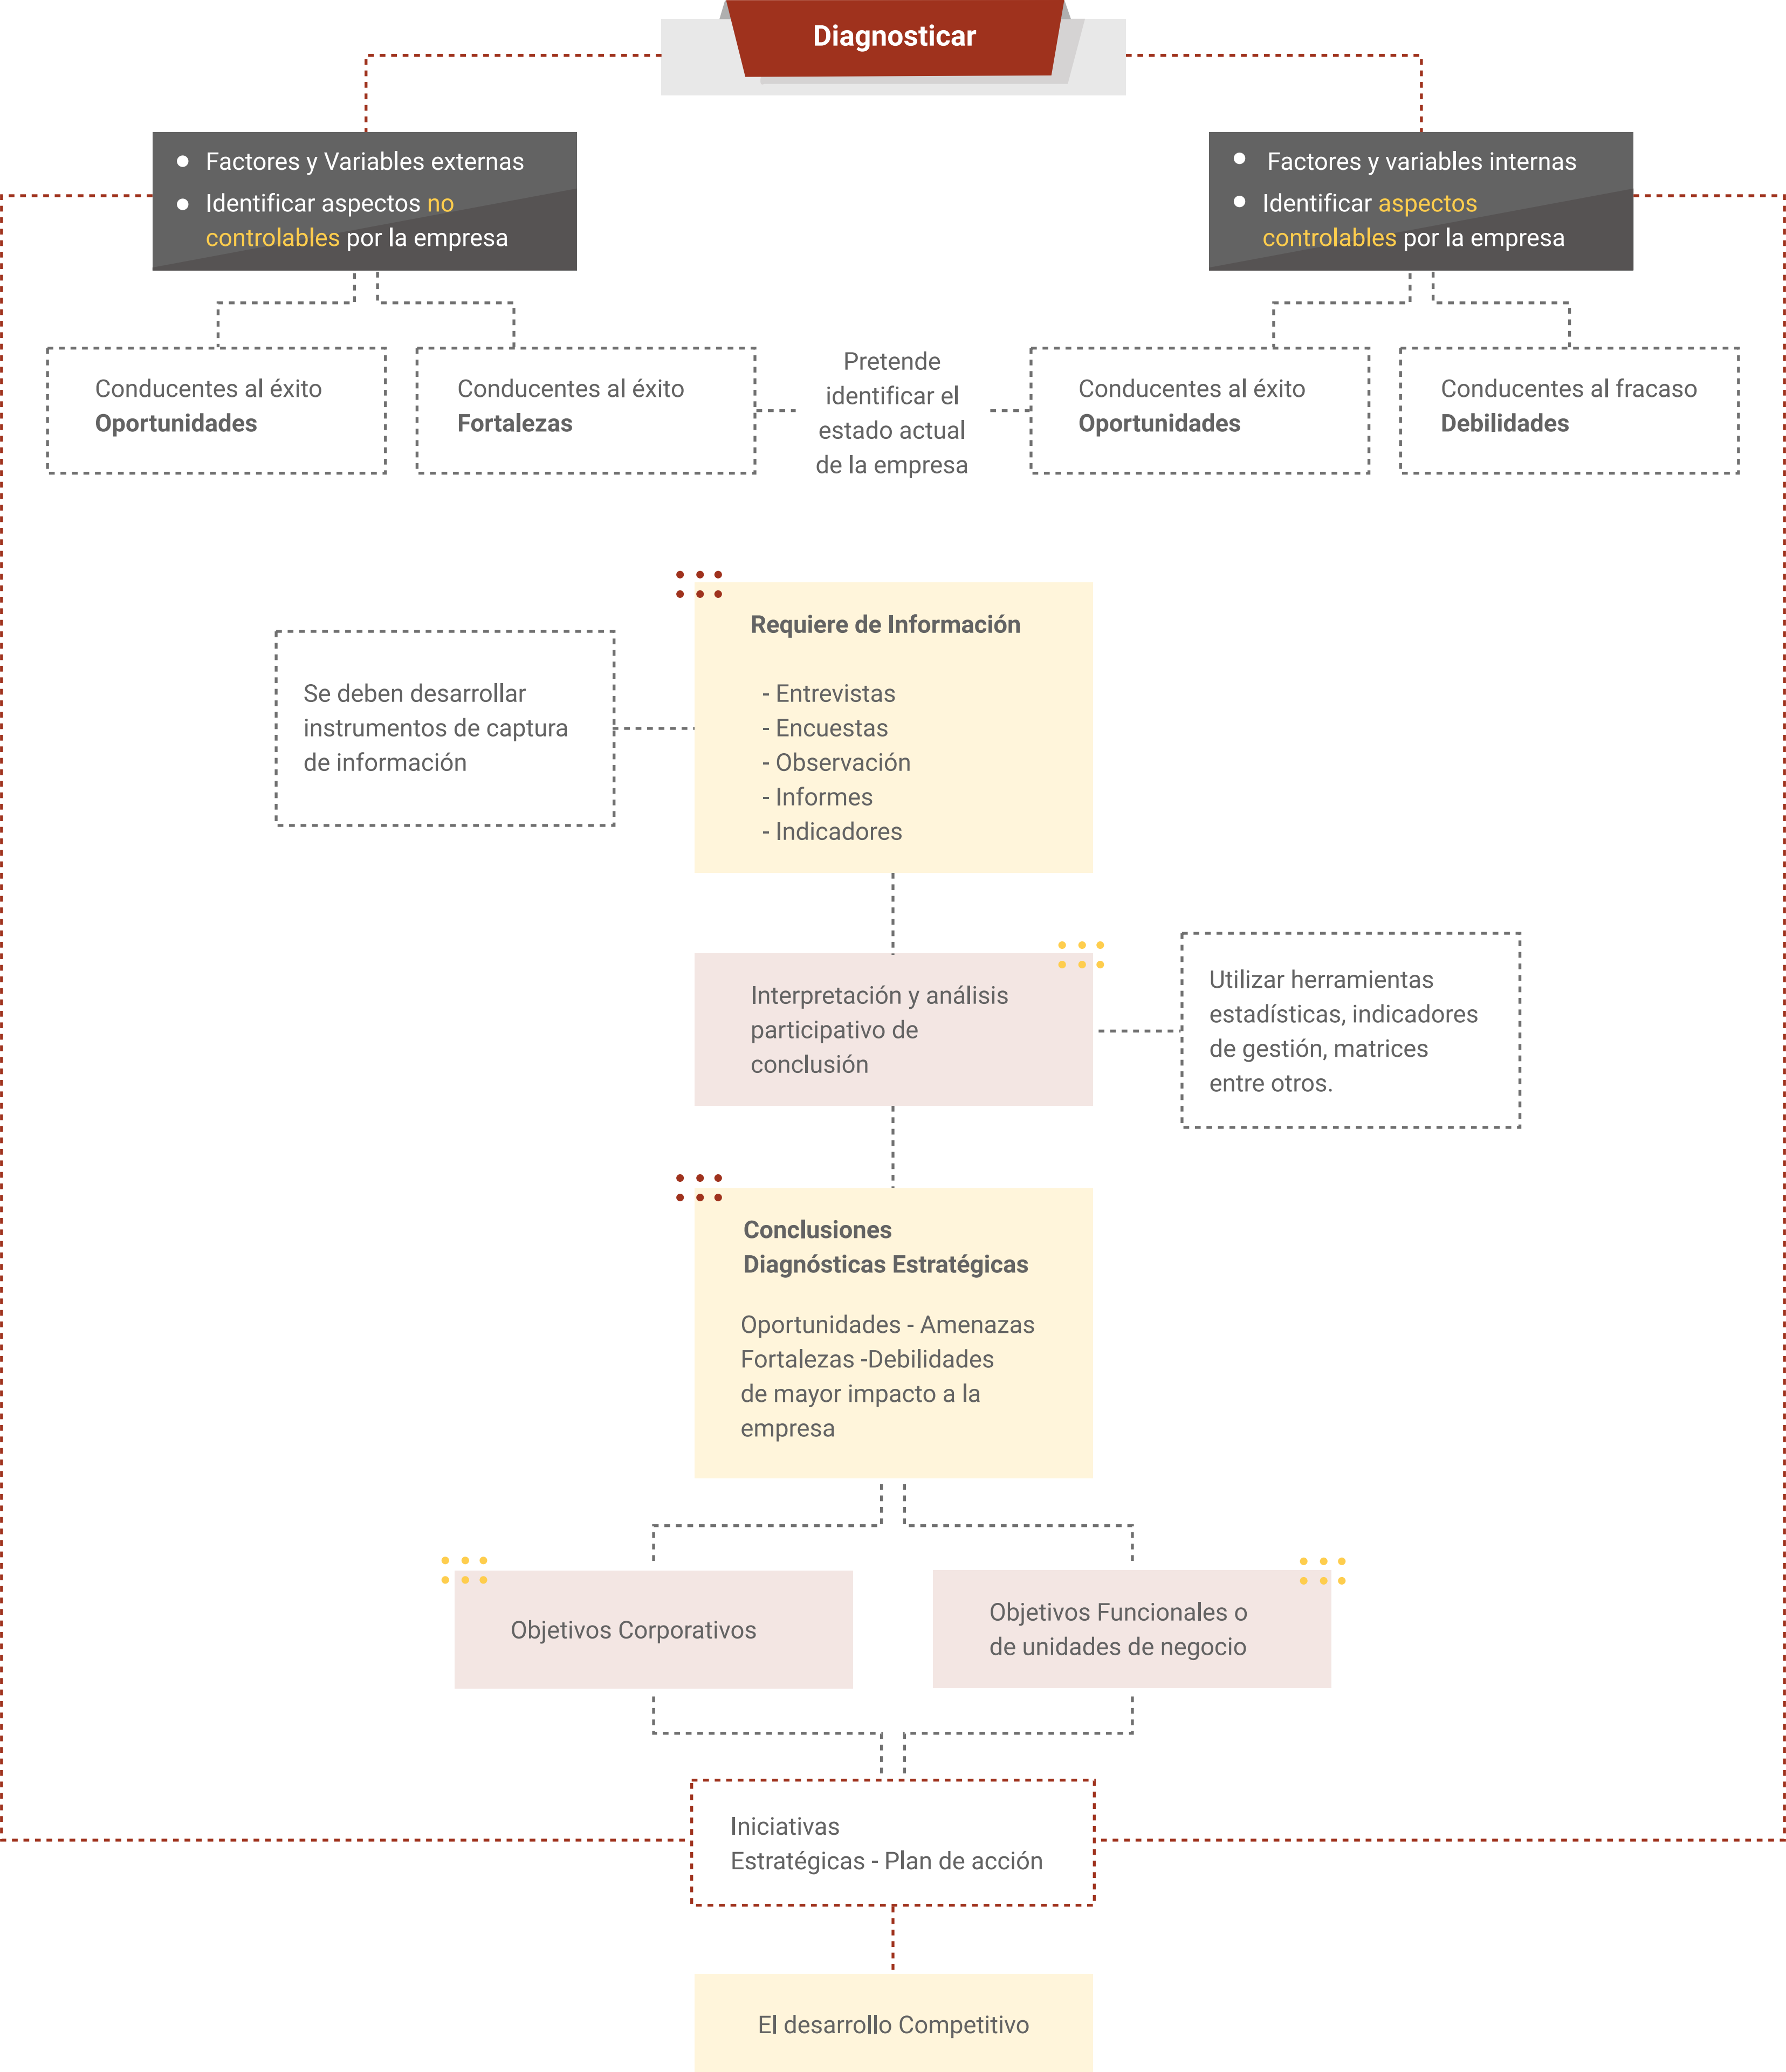 Diagnosticar
● Factores y Variables externas
● Identificar aspectos no
controlables por la empresa
● Factores y variables internas
● Identificar aspectos
controlables por la empresa
Conducentes al éxito
Oportunidades
Conducentes al éxito
Fortalezas
Pretende
identificar el
estado actual
de la empresa
Conducentes al éxito
Oportunidades
Conducentes al fracaso
Debilidades
Requiere de Información
- Entrevistas
- Encuestas
- Observación
- Informes
- Indicadores
Se deben desarrollar
instrumentos de captura
de información
Interpretación y análisis
participativo de
conclusión
Utilizar herramientas
estadísticas, indicadores
de gestión, matrices
entre otros.
Conclusiones
Diagnósticas Estratégicas
Oportunidades - Amenazas
Fortalezas -Debilidades
de mayor impacto a la
empresa
Objetivos Corporativos
Objetivos Funcionales o
de unidades de negocio
Iniciativas
Estratégicas - Plan de acción
El desarrollo Competitivo